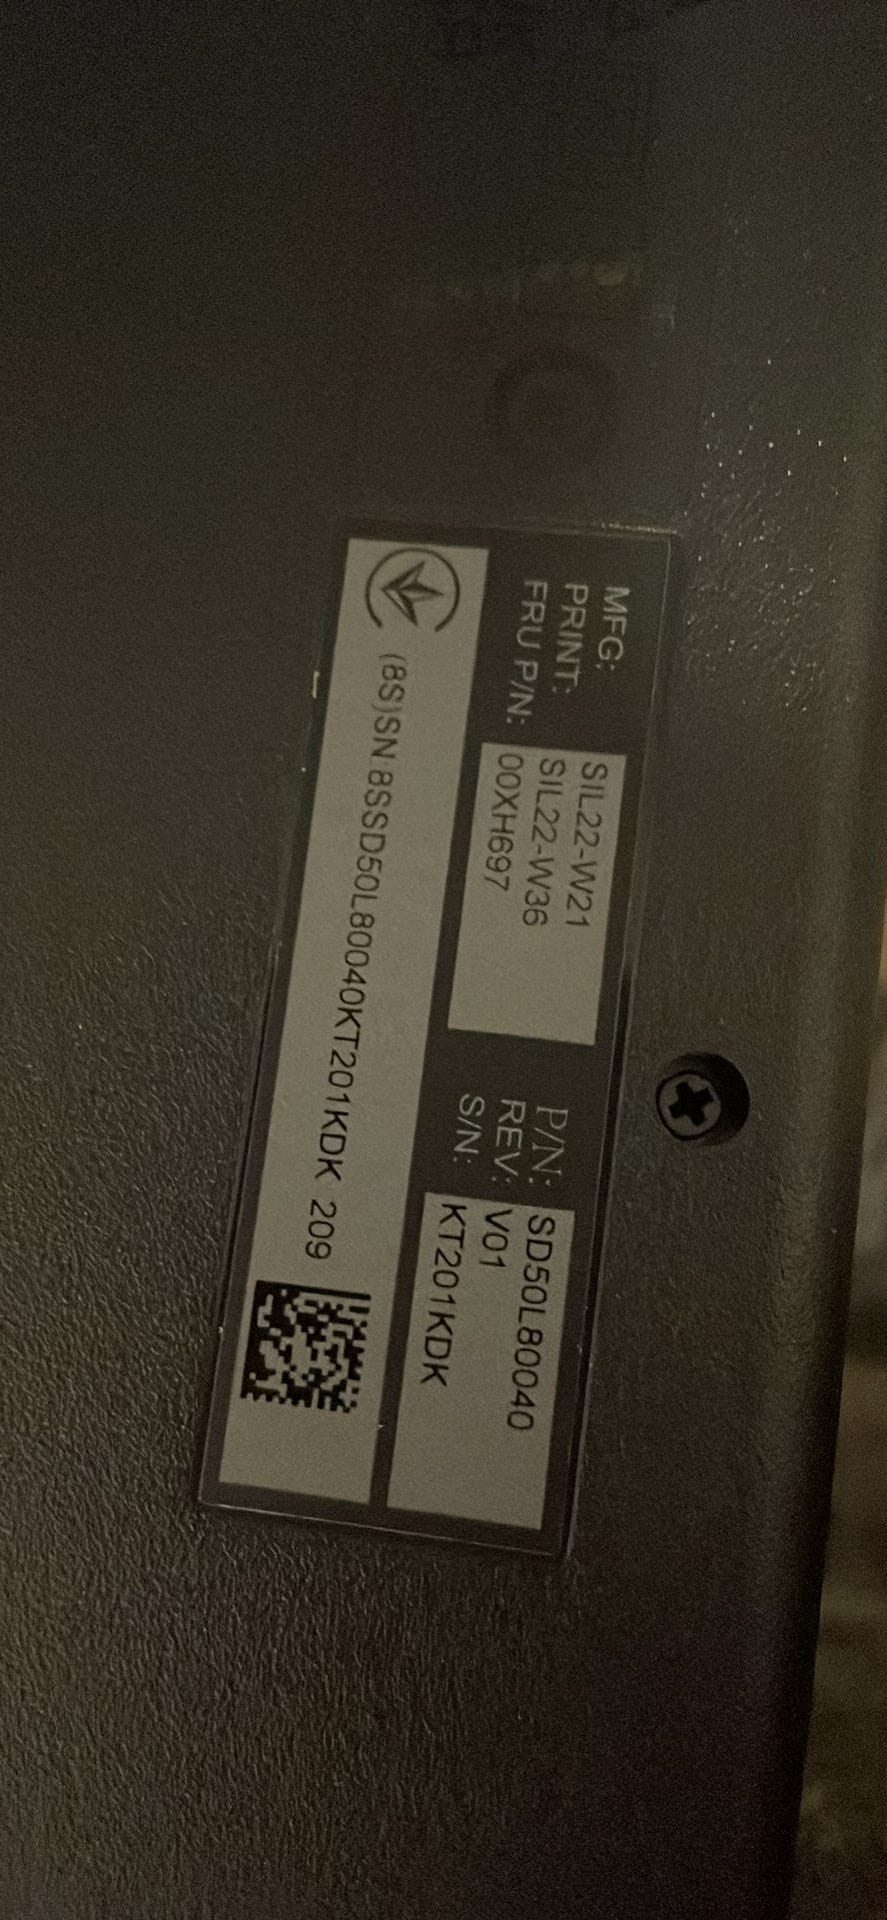 MFG: SIL22-W21
PRINT: SIL22-W36
FRU P/N: 00XH697
P/N: SD50L80040
REV: V01
S/N: KT201KDK
(8S)SN:8SSD50L80040KT201KDK 209